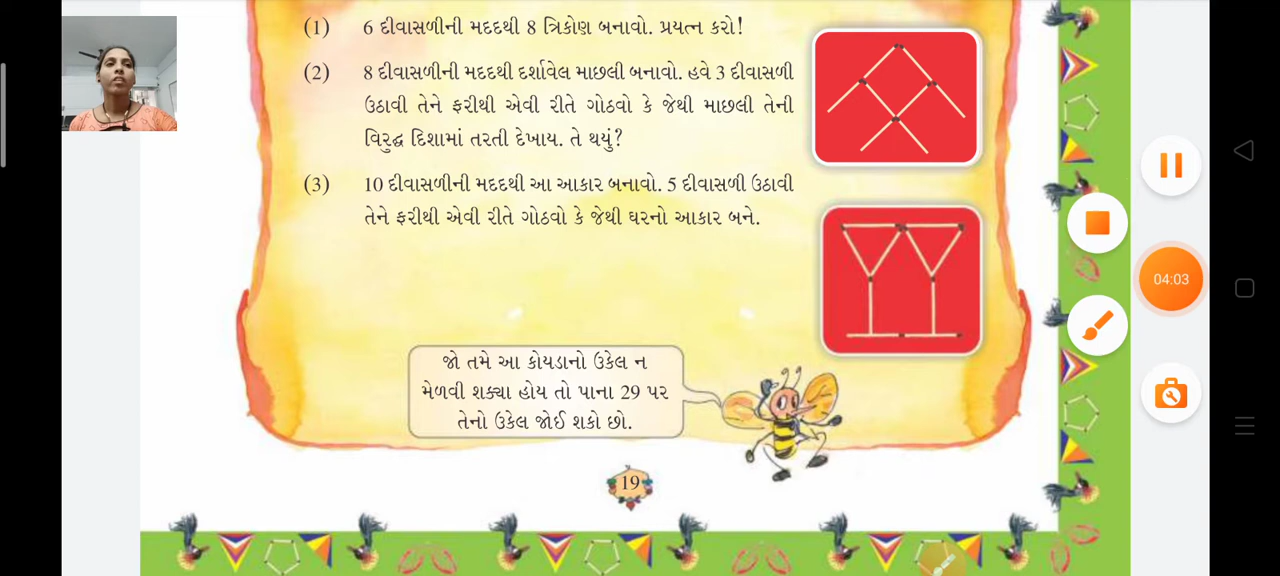 (1) 6 દીવાસળીની મદદથી 8 ત્રિકોણ બનાવો. પ્રયત્ન કરો!
(2) 8 દીવાસળીની મદદથી દર્શાવેલ માછલી બનાવો. હવે 3 દીવાસળી
ઉઠાવી તેને ફરીથી એવી રીતે ગોઠવો કે જેથી માછલી તેની
વિરુદ્ધ દિશામાં તરતી દેખાય. તે થયું?
(3) 10 દીવાસળીની મદદથી આ આકાર બનાવો. 5 દીવાસળી ઉઠાવી
તેને ફરીથી એવી રીતે ગોઠવો કે જેથી ઘરનો આકાર બને.
જો તમે આ કોયડાનો ઉકેલ ન
મેળવી શક્યા હોય તો પાના 29 પર
તેનો ઉકેલ જોઈ શકો છો.
19
04:03